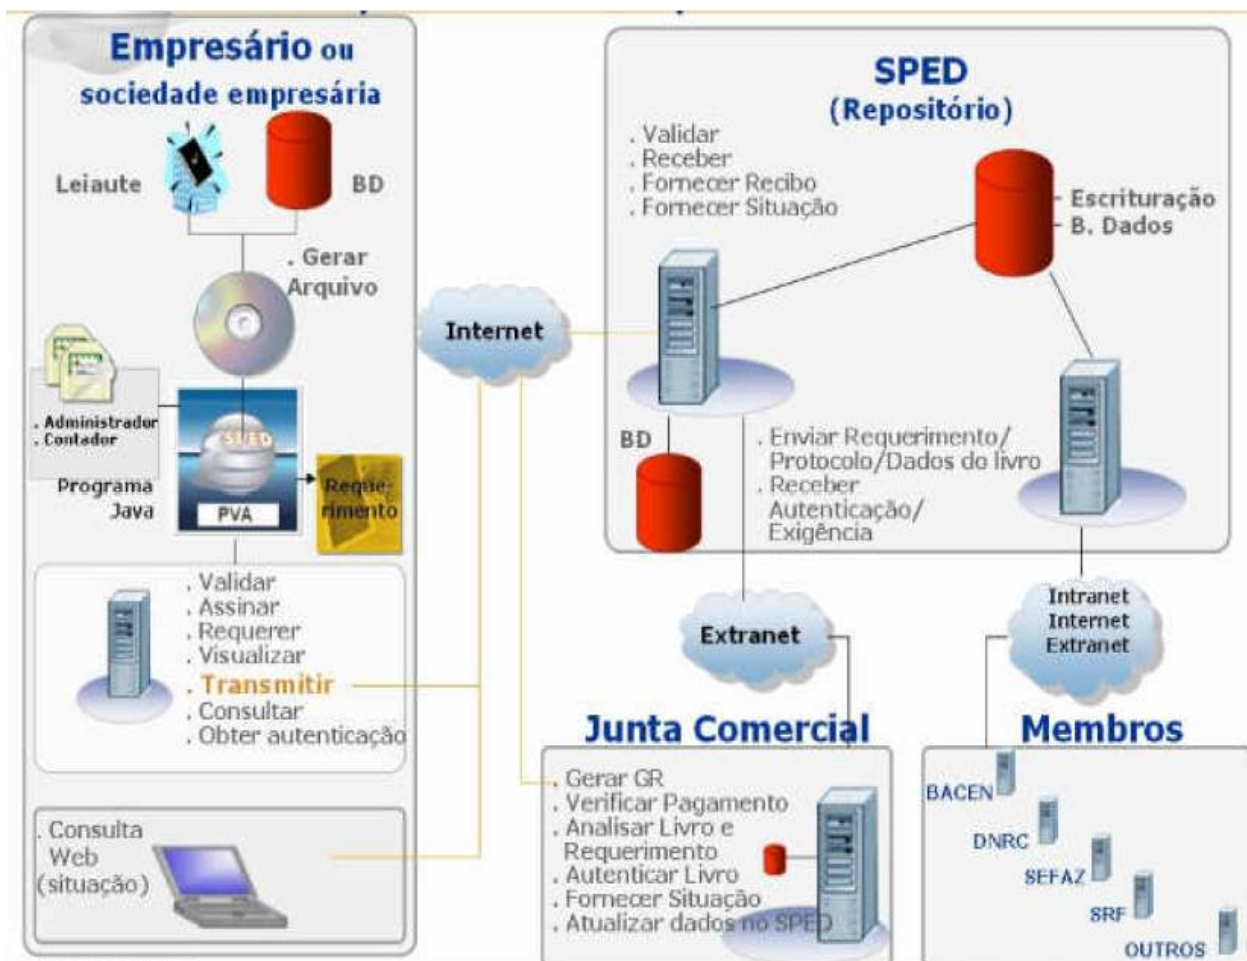 Empresário ou
sociedade empresária
Leiaute
BD
. Gerar
Arquivo
. Administrador
. Contador
Programa
Java
SPED
PVA
Reque-
rimento
. Validar
. Assinar
. Requerer
. Visualizar
. Transmitir
. Consultar
. Obter autenticação
. Consulta
Web
(situação)
Internet
SPED
(Repositório)
. Validar
. Receber
. Fornecer Recibo
. Fornecer Situação
Escrituração
B. Dados
BD
. Enviar Requerimento/
Protocolo/Dados do livro
. Receber
Autenticação/
Exigência
Extranet
Intranet
Internet
Extranet
Junta Comercial
. Gerar GR
. Verificar Pagamento
. Analisar Livro e
Requerimento
. Autenticar Livro
. Fornecer Situação
. Atualizar dados no SPED
Membros
BACEN
DNRC
SEFAZ
SRF
OUTROS